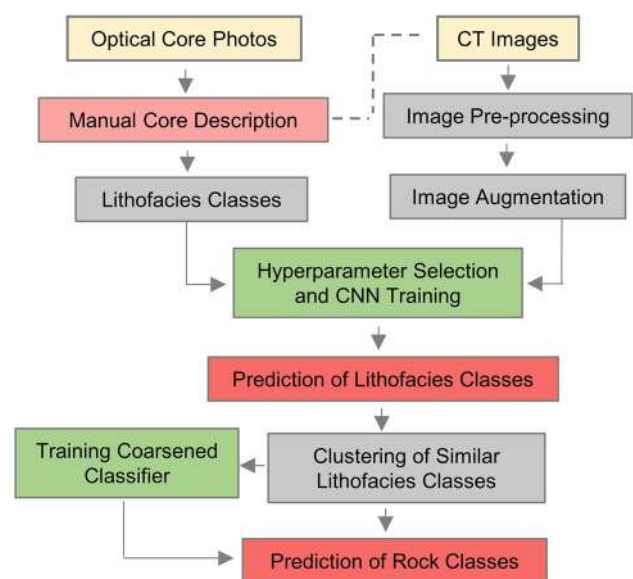 Optical Core Photos
CT Images
Manual Core Description
Image Pre-processing
Lithofacies Classes
Image Augmentation
Hyperparameter Selection
and CNN Training
Prediction of Lithofacies Classes
Training Coarsened
Classifier
Clustering of Similar
Lithofacies Classes
Prediction of Rock Classes